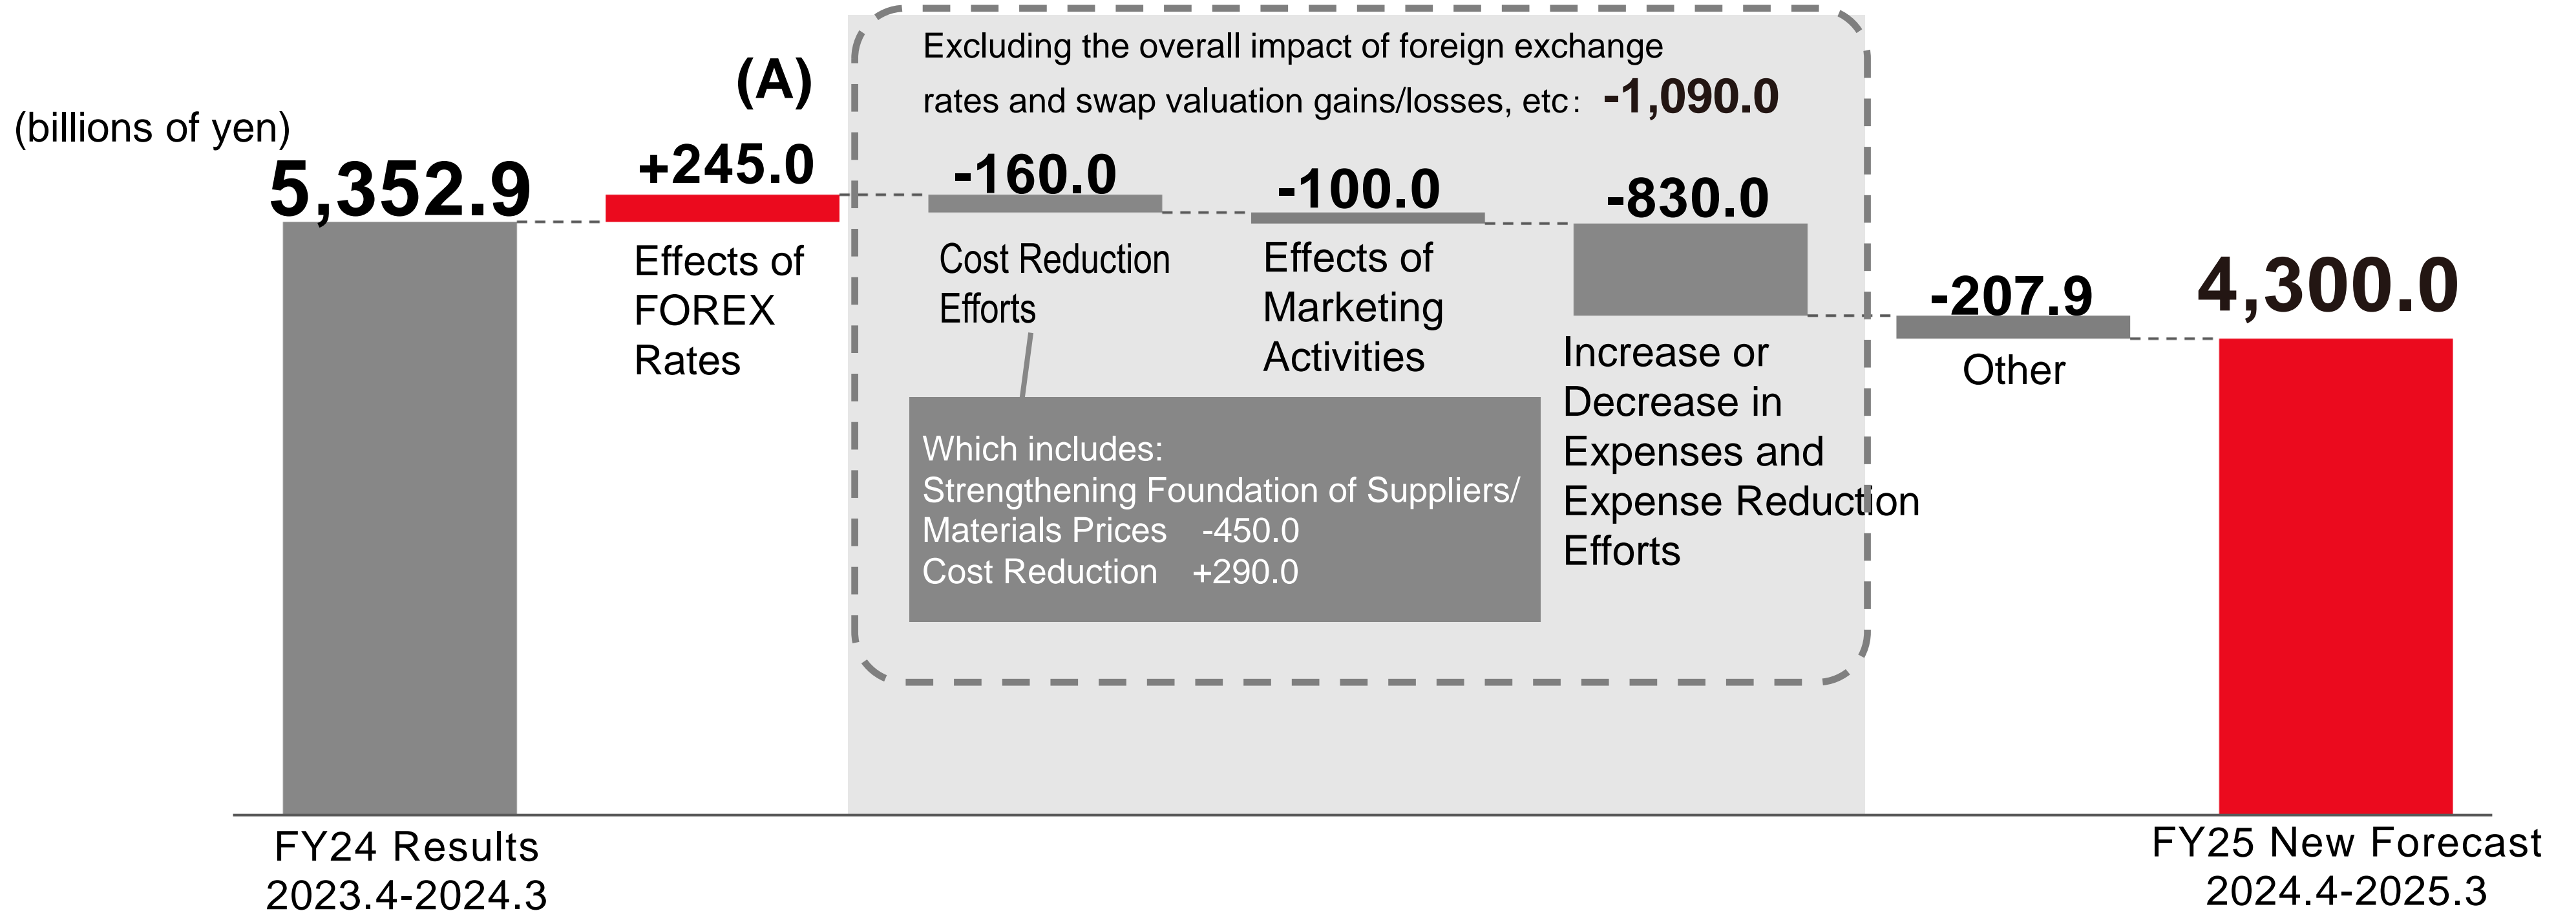 (billions of yen)
5,352.9
FY24 Results
2023.4-2024.3
(A)
+245.0
Effects of
FOREX
Rates
Excluding the overall impact of foreign exchange
rates and swap valuation gains/losses, etc: -1,090.0
-160.0
Cost Reduction
Efforts
Which includes:
Strengthening Foundation of Suppliers/
Materials Prices -450.0
Cost Reduction +290.0
-100.0
Effects of
Marketing
Activities
-830.0
Increase or
Decrease in
Expenses and
Expense Reduction
Efforts
-207.9
Other
4,300.0
FY25 New Forecast
2024.4-2025.3